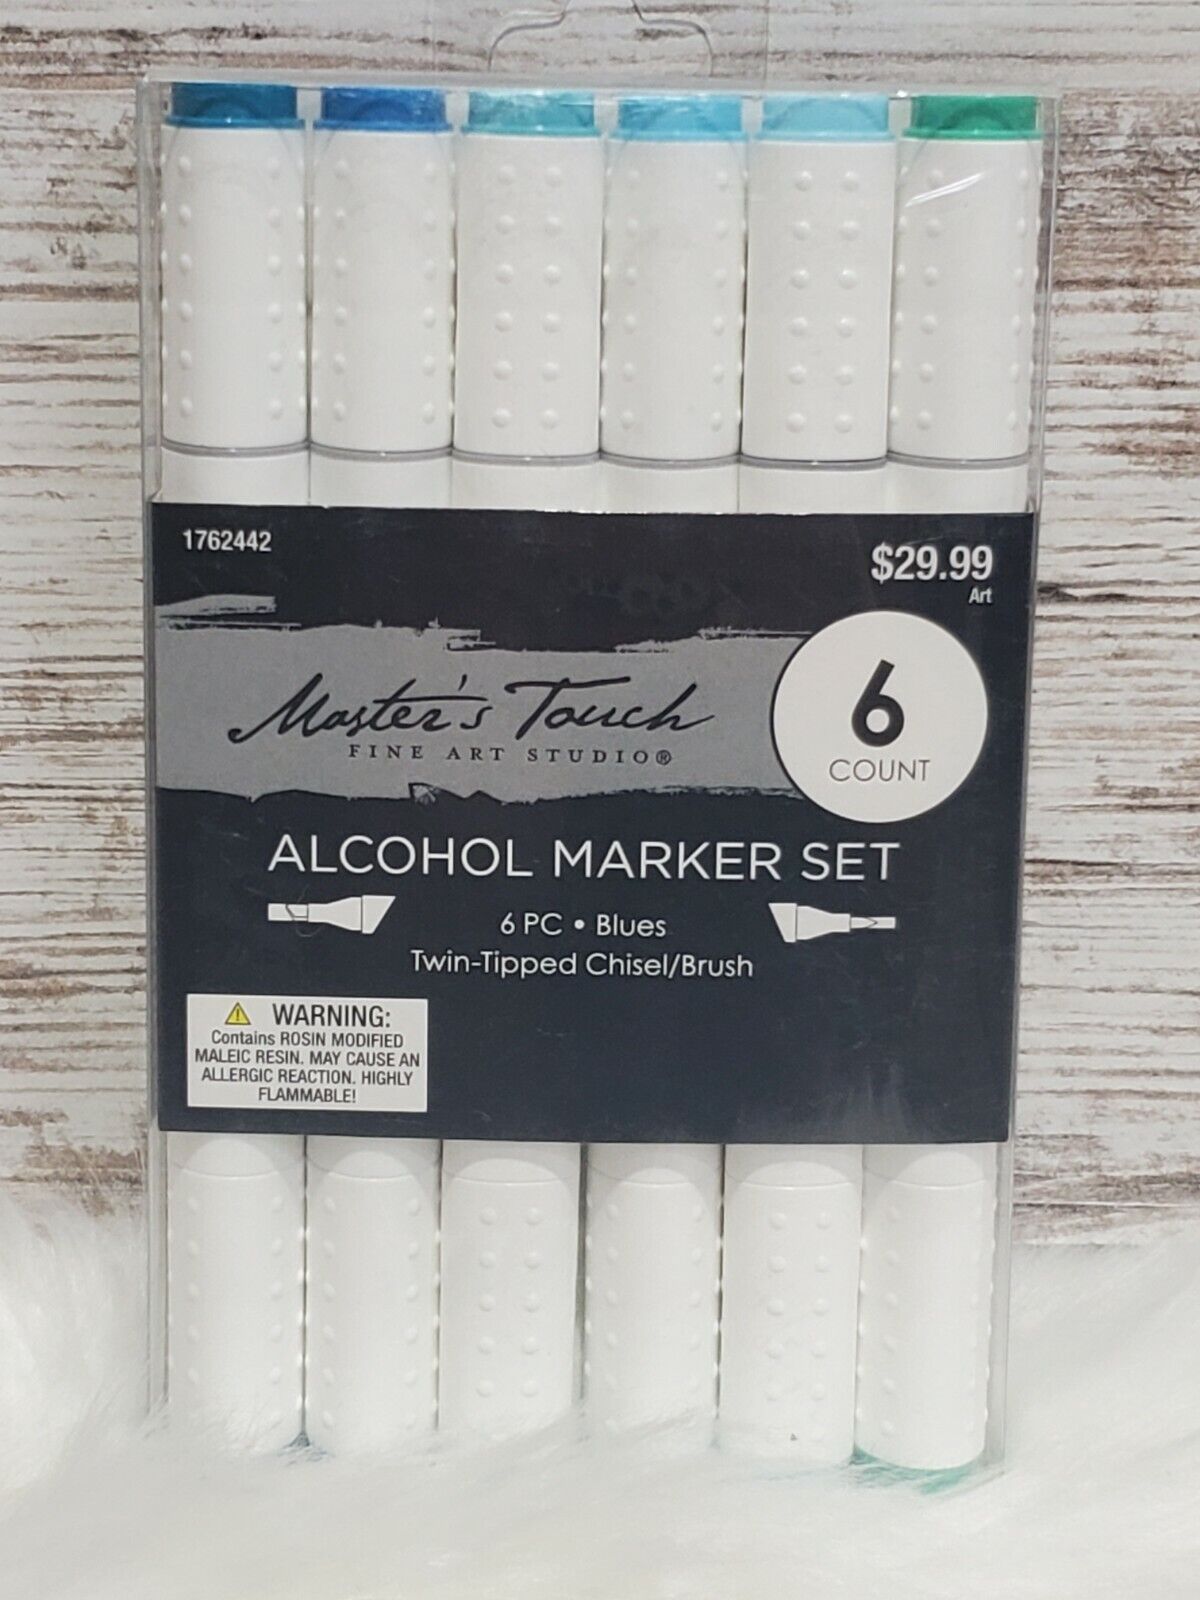 1762442
$29.99
Art
Master's Touch
FINE ART STUDIO®
6
COUNT
ALCOHOL MARKER SET
6 PC • Blues
Twin-Tipped Chisel/Brush
WARNING:
Contains ROSIN MODIFIED
MALEIC RESIN. MAY CAUSE AN
ALLERGIC REACTION. HIGHLY
FLAMMABLE!